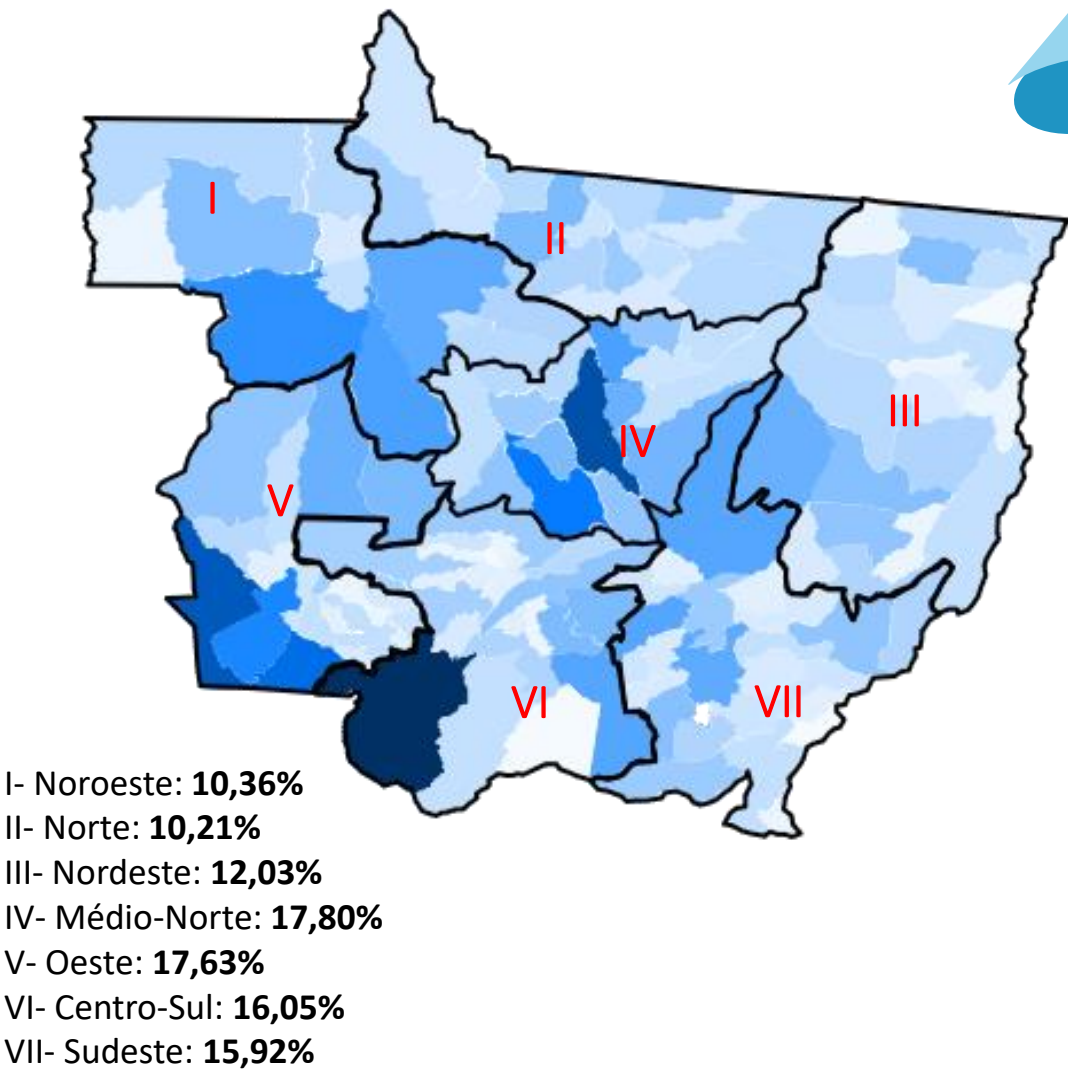 I
II
III
IV
V
VI
VII
I- Noroeste: 10,36%
II- Norte: 10,21%
III- Nordeste: 12,03%
IV- Médio-Norte: 17,80%
V- Oeste: 17,63%
VI- Centro-Sul: 16,05%
VII- Sudeste: 15,92%